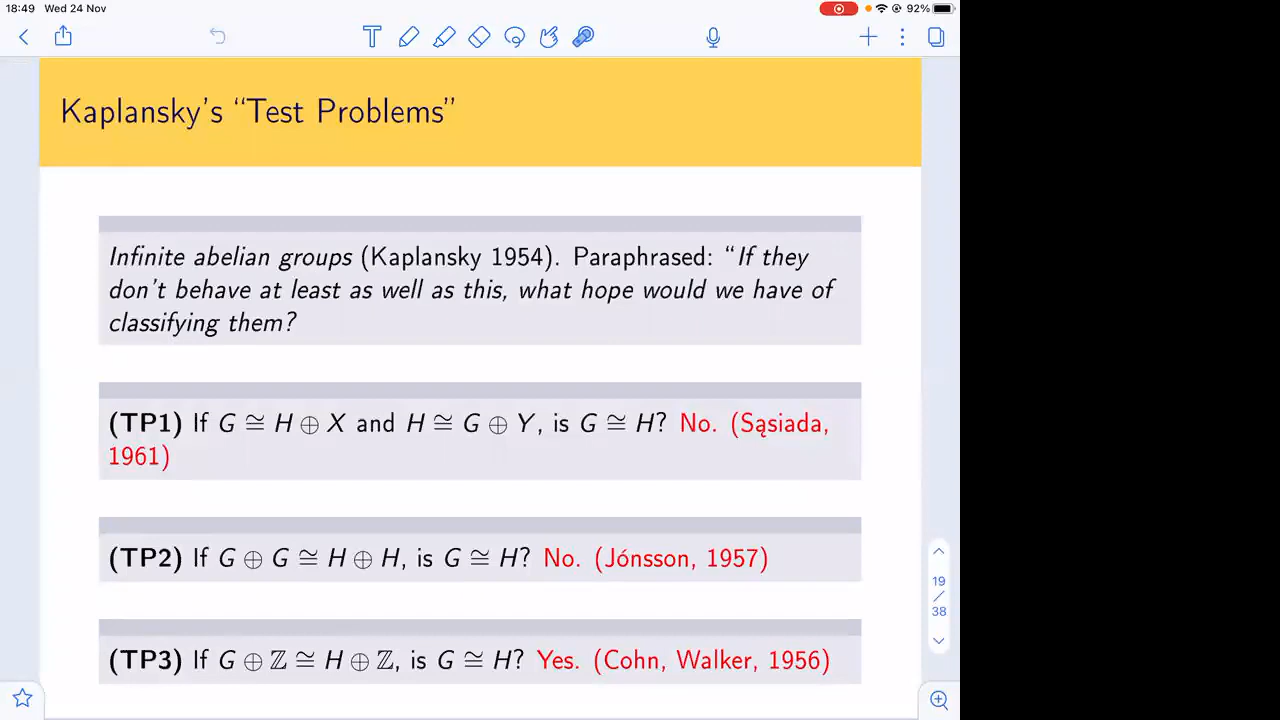 18:49 Wed 24 Nov 92%
Kaplansky's “Test Problems”
Infinite abelian groups (Kaplansky 1954). Paraphrased: “If they
don't behave at least as well as this, what hope would we have of
classifying them?
(TP1) If G ≅ H ⊕ X and H ≅ G ⊕ Y, is G ≅ H? No. (Sąsiada,
1961)
(TP2) If G ⊕ G ≅ H ⊕ H, is G ≅ H? No. (Jónsson, 1957)
(TP3) If G ⊕ ℤ ≅ H ⊕ ℤ, is G ≅ H? Yes. (Cohn, Walker, 1956)
19
/
38